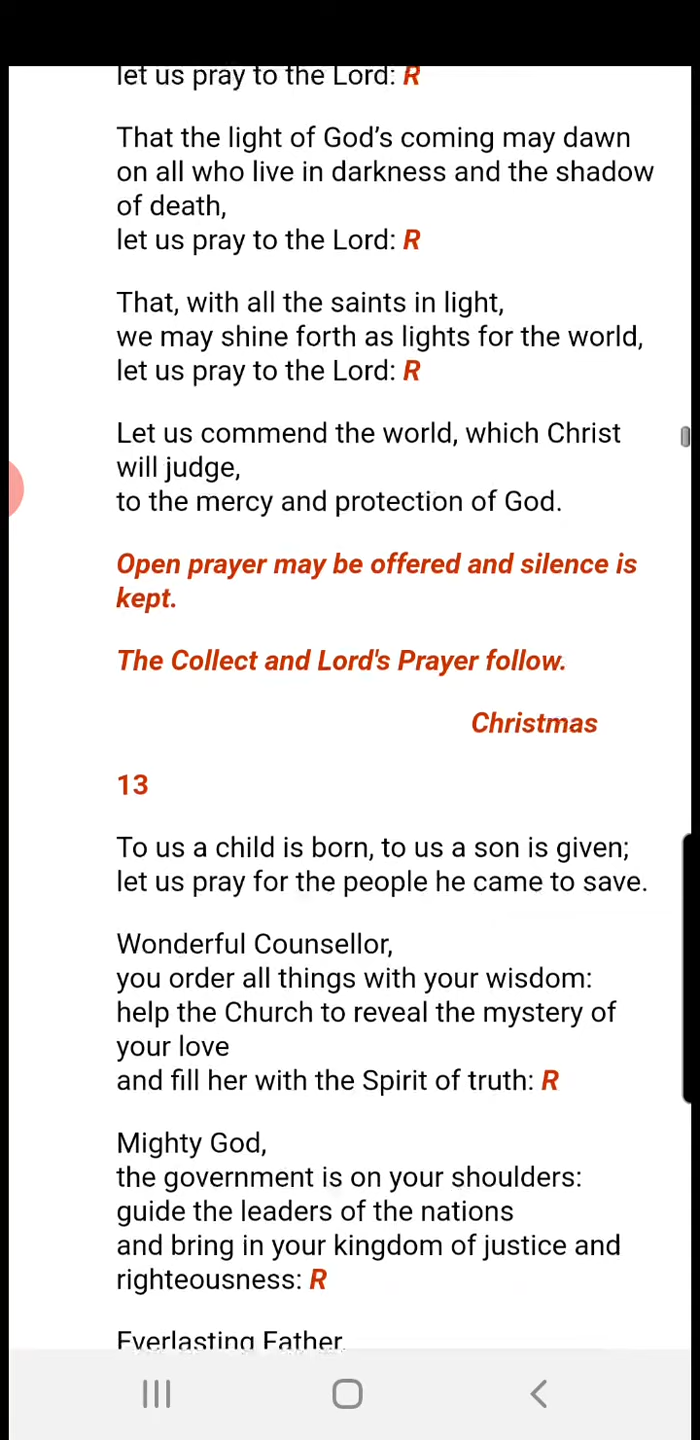 let us pray to the Lord: R
That the light of God’s coming may dawn
on all who live in darkness and the shadow
of death,
let us pray to the Lord: R
That, with all the saints in light,
we may shine forth as lights for the world,
let us pray to the Lord: R
Let us commend the world, which Christ
will judge,
to the mercy and protection of God.
Open prayer may be offered and silence is
kept.
The Collect and Lord's Prayer follow.
Christmas
13
To us a child is born, to us a son is given;
let us pray for the people he came to save.
Wonderful Counsellor,
you order all things with your wisdom:
help the Church to reveal the mystery of
your love
and fill her with the Spirit of truth: R
Mighty God,
the government is on your shoulders:
guide the leaders of the nations
and bring in your kingdom of justice and
righteousness: R
Everlasting Father,